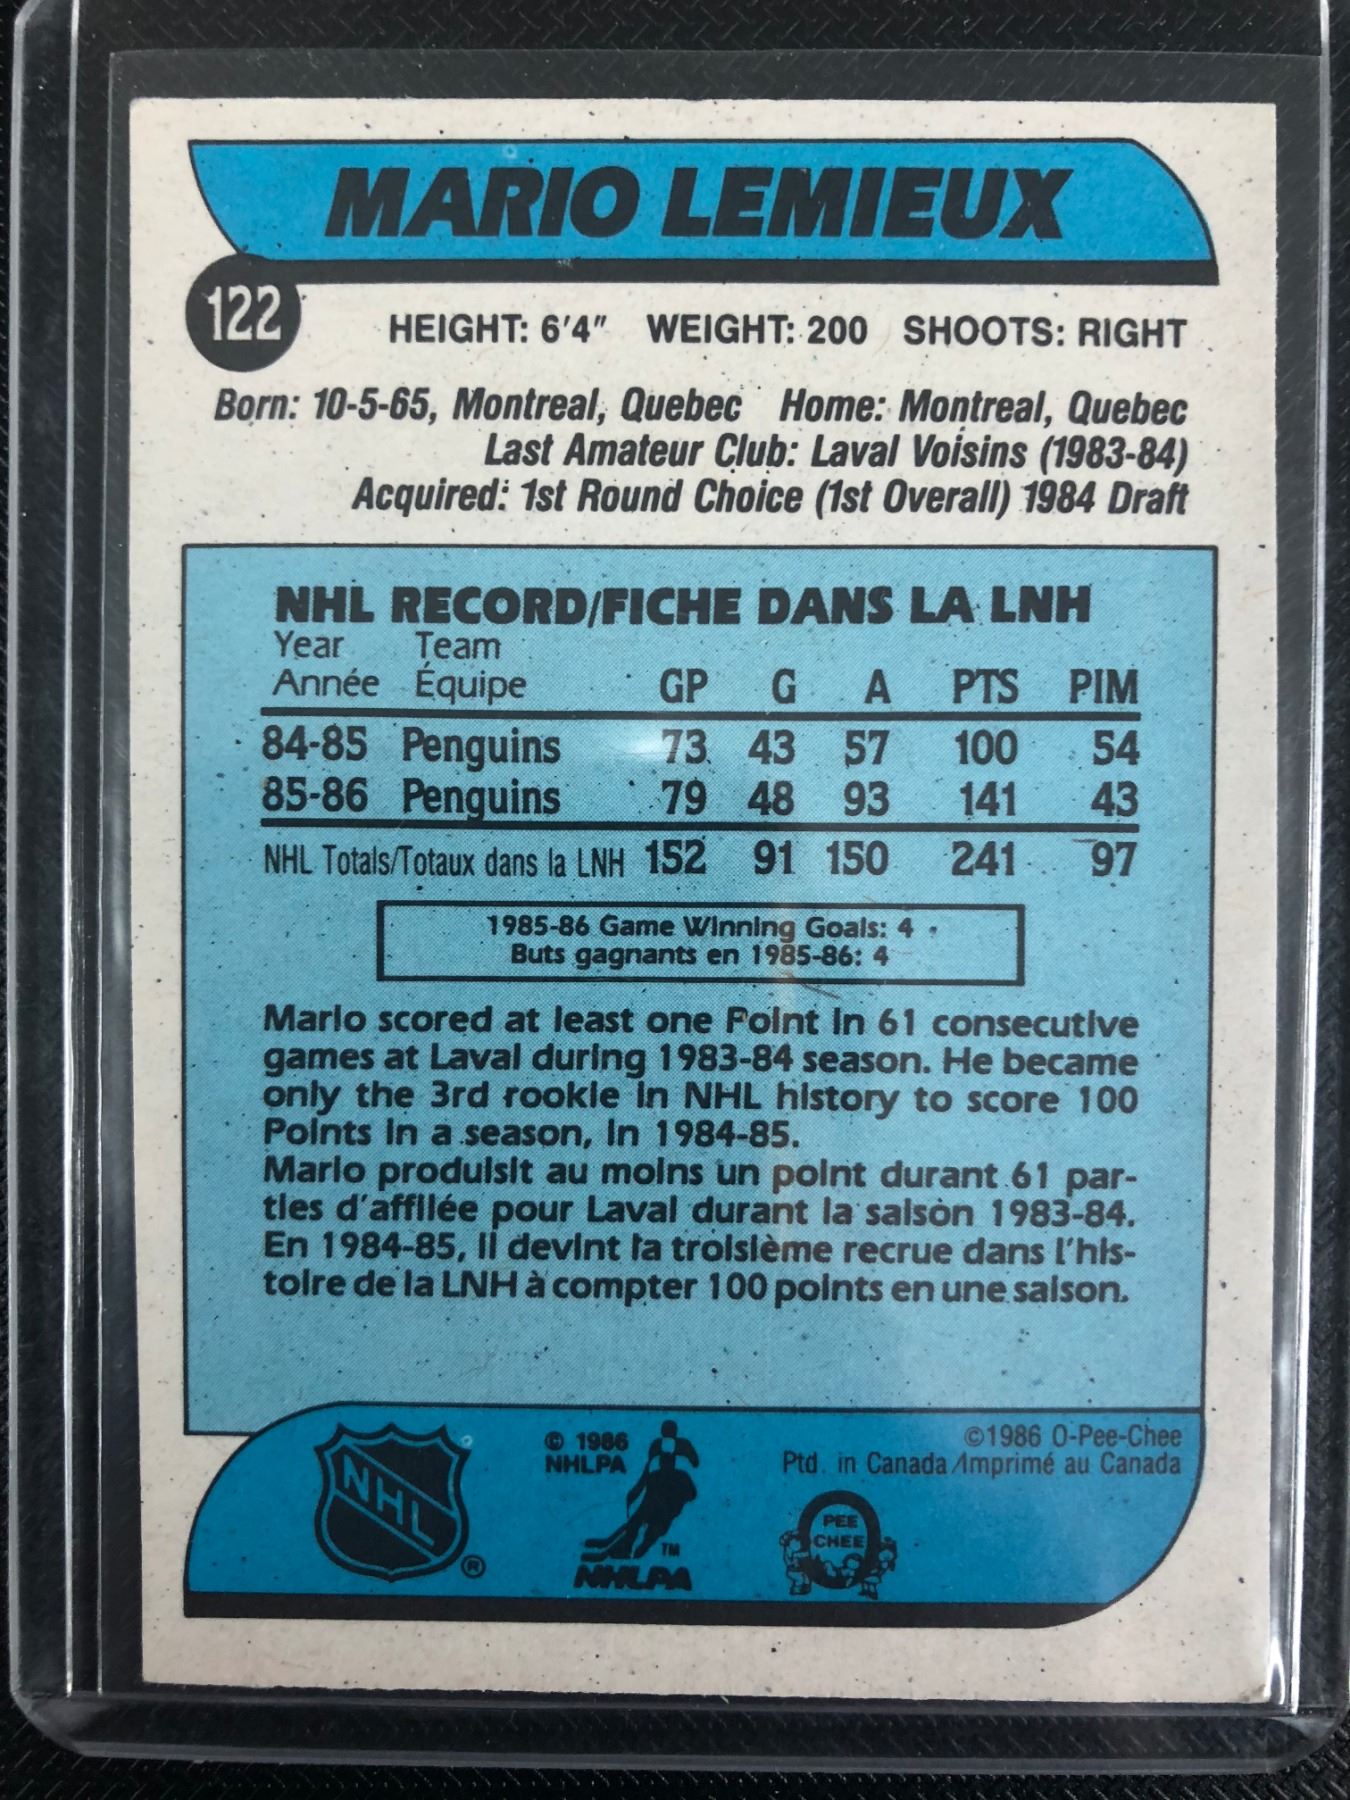 MARIO LEMIEUX
122
HEIGHT: 6'4" WEIGHT: 200 SHOOTS: RIGHT
Born: 10-5-65, Montreal, Quebec Home: Montreal, Quebec
Last Amateur Club: Laval Voisins (1983-84)
Acquired: 1st Round Choice (1st Overall) 1984 Draft
NHL RECORD/FICHE DANS LA LNH
Year Team
Année Équipe GP G A PTS PIM
84-85 Penguins 73 43 57 100 54
85-86 Penguins 79 48 93 141 43
NHL Totals/Totaux dans la LNH 152 91 150 241 97
1985-86 Game Winning Goals: 4
Buts gagnants en 1985-86: 4
Mario scored at least one Point in 61 consecutive
games at Laval during 1983-84 season. He became
only the 3rd rookie in NHL history to score 100
Points in a season, in 1984-85.
Mario produisit au moins un point durant 61 par-
ties d'affilée pour Laval durant la saison 1983-84.
En 1984-85, il devint la troisième recrue dans l'his-
toire de la LNH à compter 100 points en une saison.
NHL ®
© 1986
NHLPA
TM
NHLPA
©1986 O-Pee-Chee
Ptd. in Canada/Imprimé au Canada
PEE
CHEE